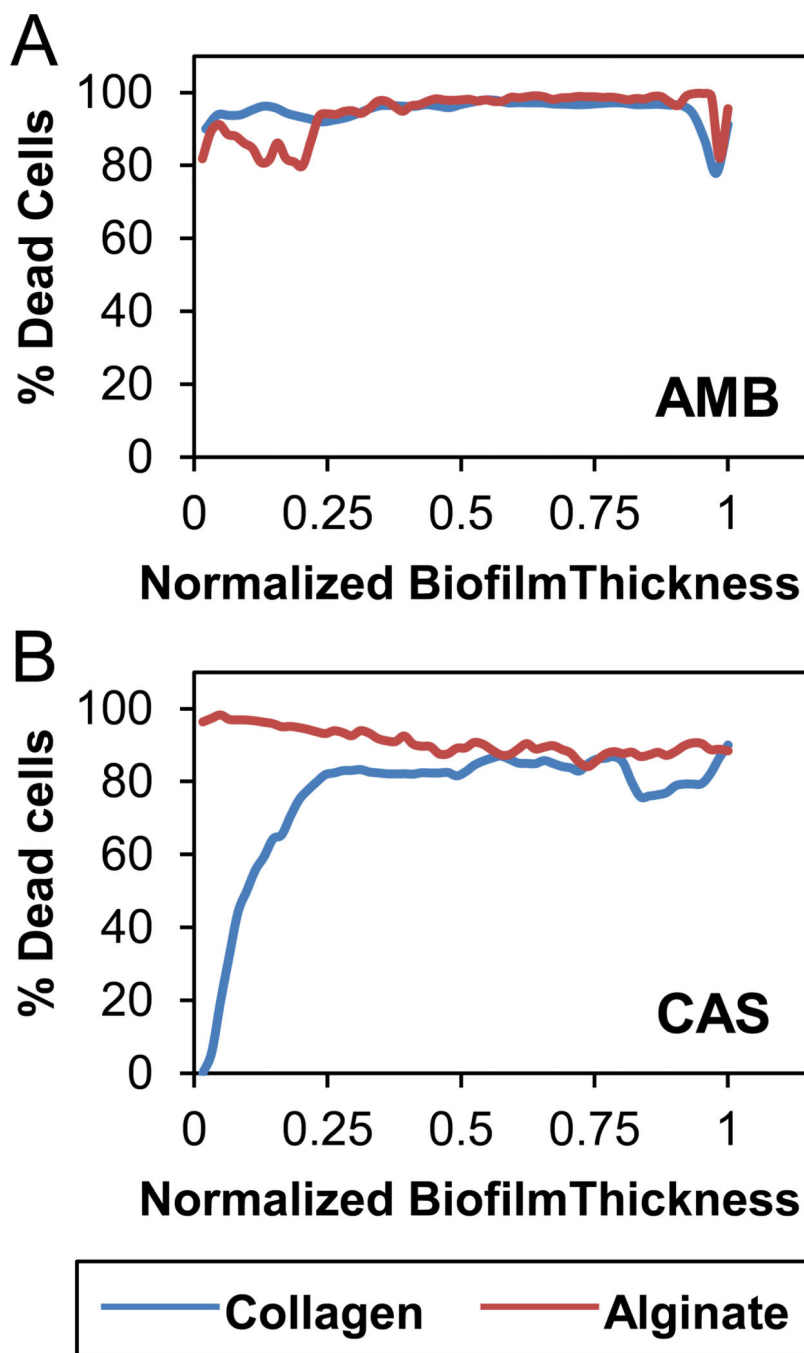 A
% Dead Cells
100
80
60
40
20
0
AMB
0 0.25 0.5 0.75 1
Normalized BiofilmThickness
B
% Dead cells
100
80
60
40
20
0
CAS
0 0.25 0.5 0.75 1
Normalized BiofilmThickness
Collagen Alginate